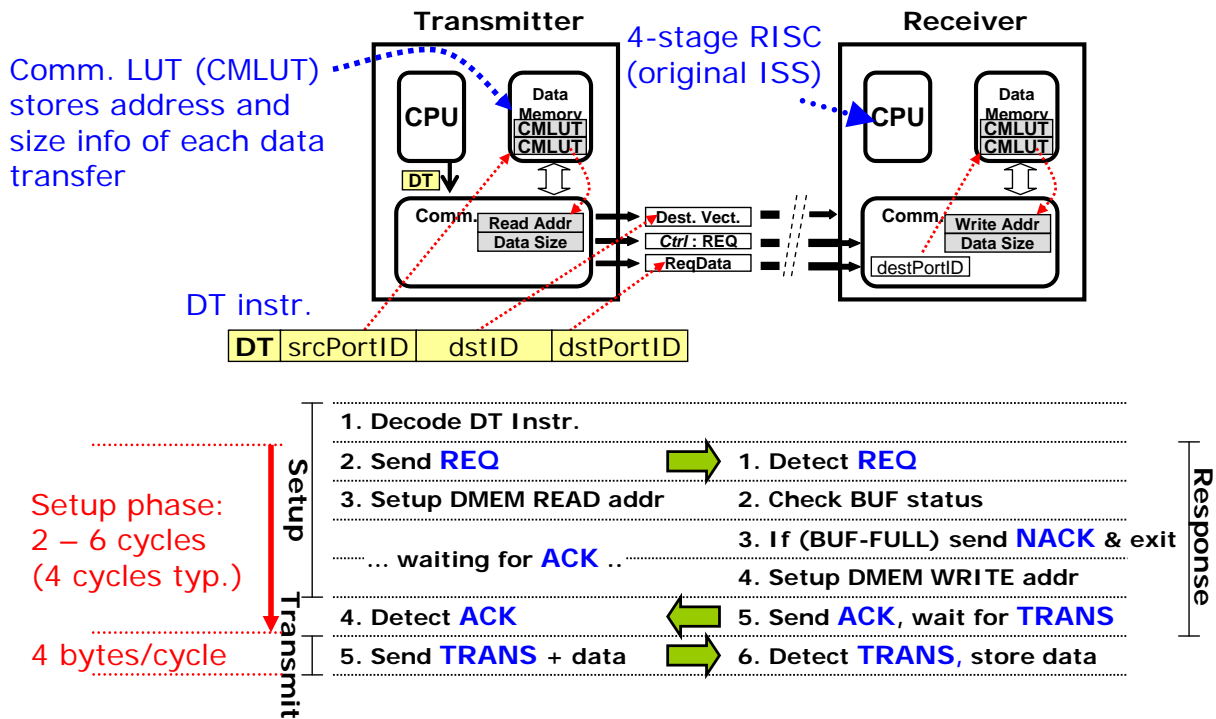 Transmitter
Receiver
Comm. LUT (CMLUT)
stores address and
size info of each data
transfer
4-stage RISC
(original ISS)
CPU
Data
Memory
CMLUT
CMLUT
DT
Comm.
Read Addr
Data Size
Dest. Vect.
Ctrl : REQ
ReqData
CPU
Data
Memory
CMLUT
CMLUT
Comm.
Write Addr
Data Size
destPortID
DT instr.
DT srcPortID dstID dstPortID
Setup
Transmit
Response
1. Decode DT Instr.
2. Send REQ
1. Detect REQ
3. Setup DMEM READ addr
2. Check BUF status
... waiting for ACK ..
3. If (BUF-FULL) send NACK & exit
4. Setup DMEM WRITE addr
4. Detect ACK
5. Send ACK, wait for TRANS
5. Send TRANS + data
6. Detect TRANS, store data
Setup phase:
2 – 6 cycles
(4 cycles typ.)
4 bytes/cycle